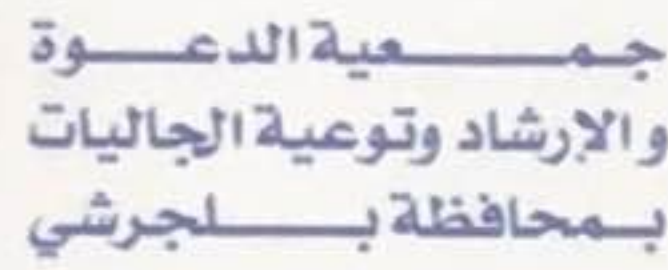 جمعية الدعوة
والإرشاد وتوعية الجاليات
بمحافظة بلجرشي